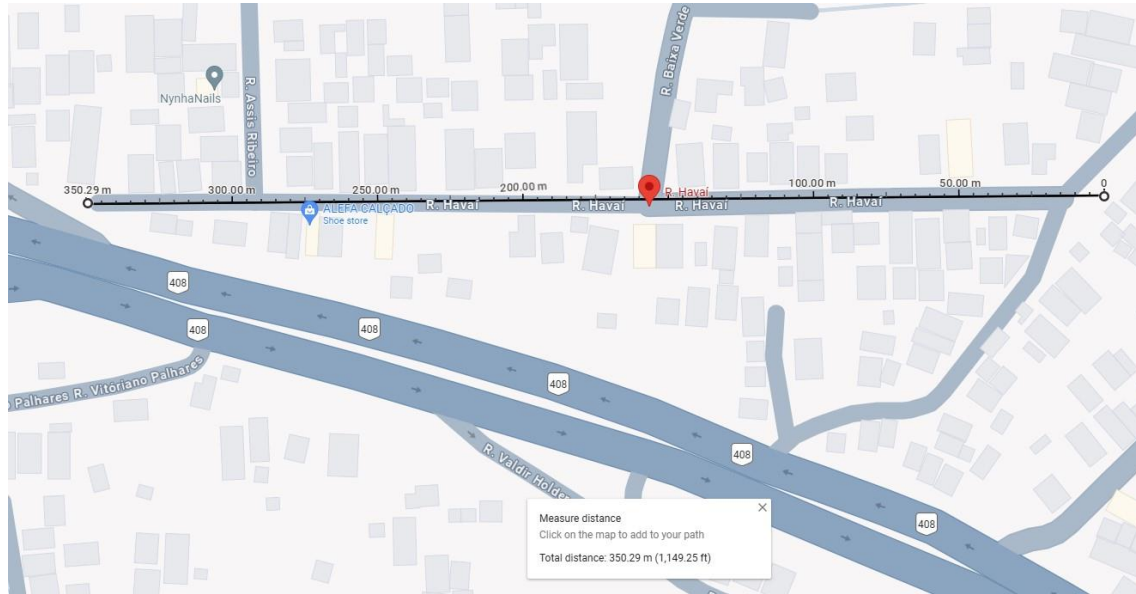 R. Baixa Verde
NynhaNails
R. Assis Ribeiro
350.29 m
300.00 m
250.00 m
200.00 m
R. Havaí
100.00 m
50.00 m
0
ALEFA CALÇADO
Shoe store
R. Havaí
R. Havaí
R. Havaí
R. Havaí
408
408
408
408
408
408
Palhares R. Vitoriano Palhares
R. Valdir Holder
Measure distance
Click on the map to add to your path
Total distance: 350.29 m (1,149.25 ft)